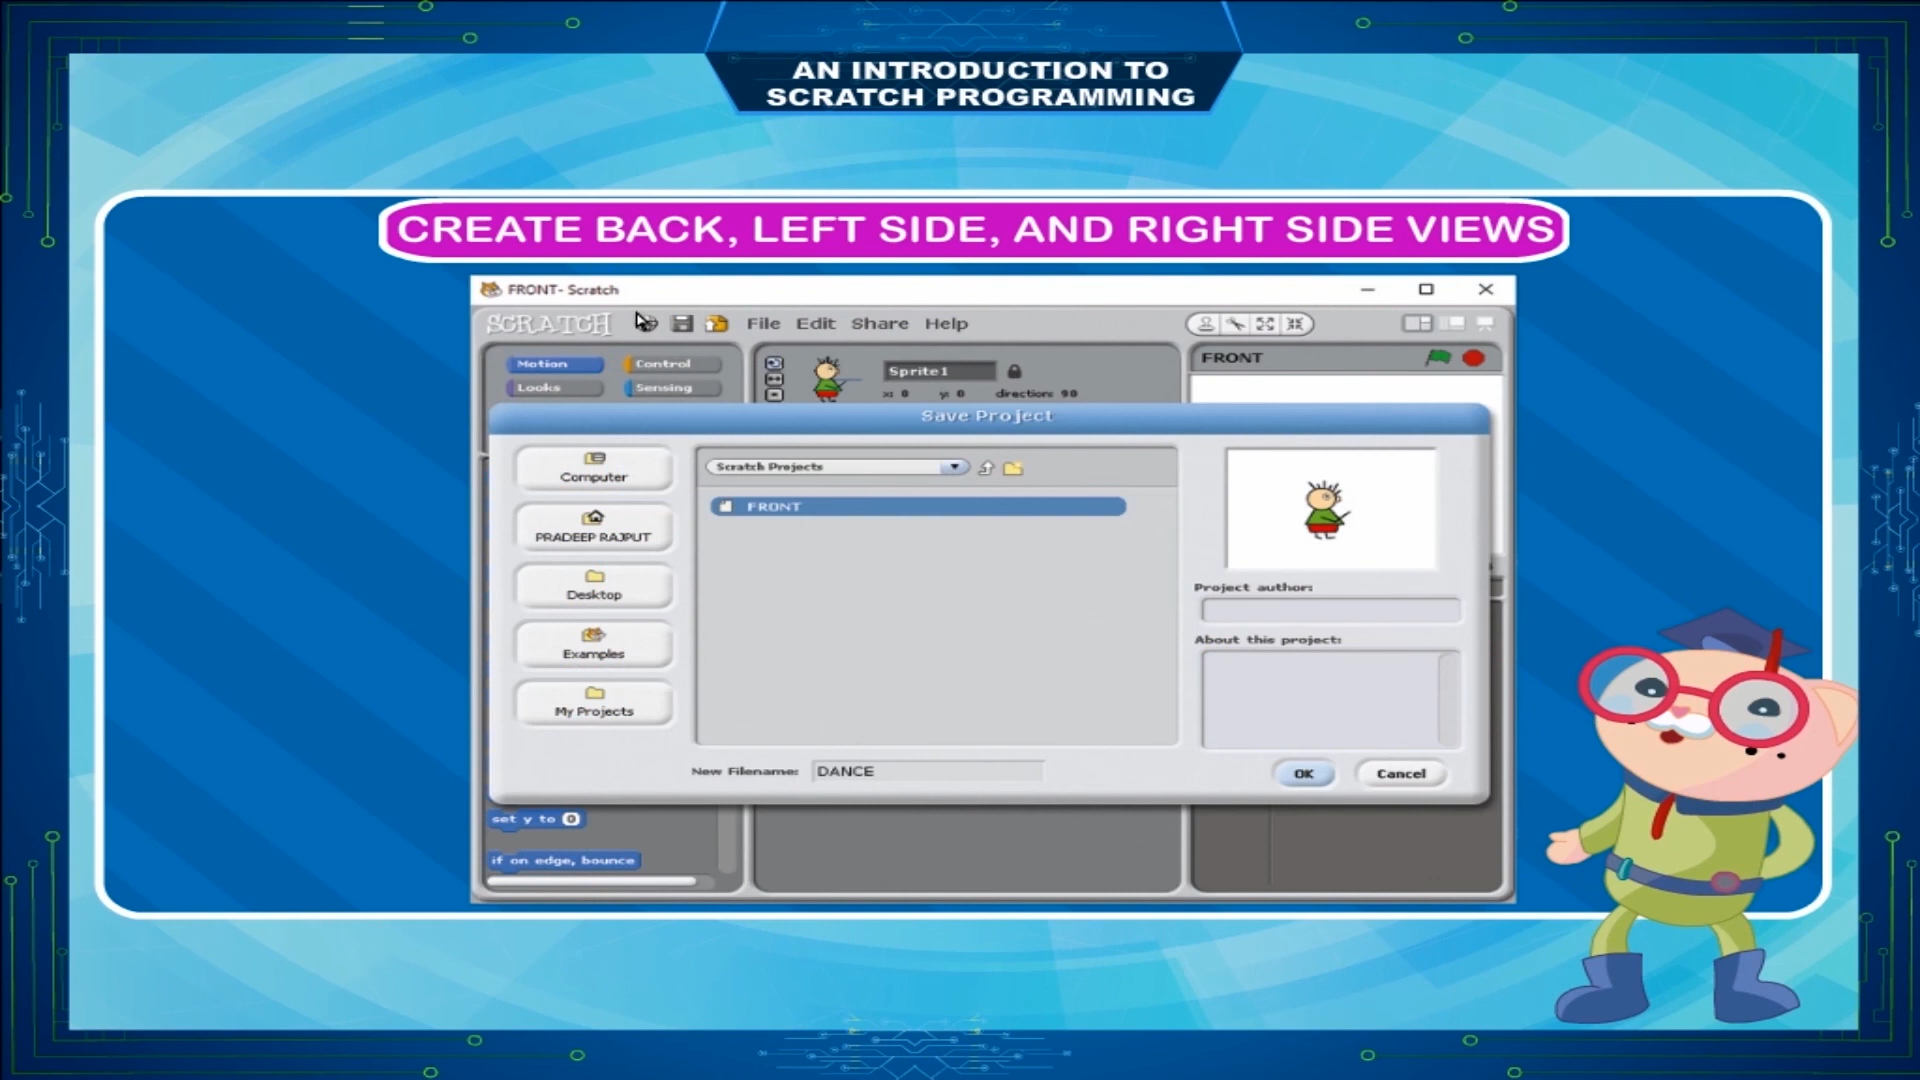 AN INTRODUCTION TO
SCRATCH PROGRAMMING
CREATE BACK, LEFT SIDE, AND RIGHT SIDE VIEWS
FRONT- Scratch
SCRATCH File Edit Share Help
Motion Control
Looks Sensing
Sprite1
x: 0 y: 0 direction: 90
FRONT
Save Project
Computer
PRADEEP RAJPUT
Desktop
Examples
My Projects
Scratch Projects
FRONT
Project author:
About this project:
New Filename: DANCE
OK Cancel
set y to 0
if on edge, bounce